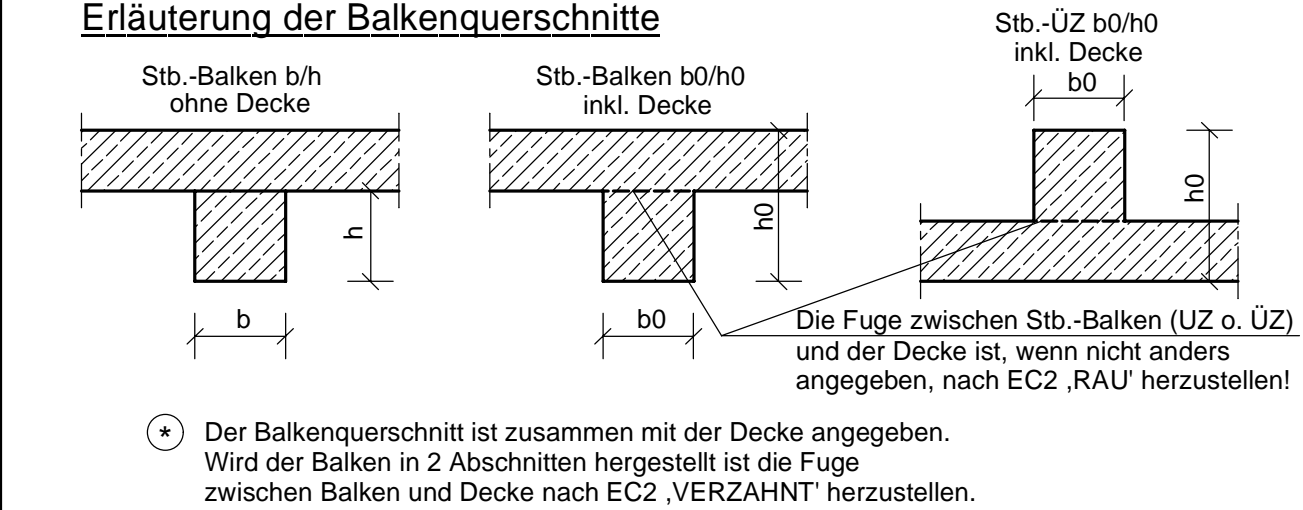 Erläuterung der Balkenquerschnitte
Stb.-Balken b/h
ohne Decke
h
b
Stb.-Balken b0/h0
inkl. Decke
h0
b0
Stb.-ÜZ b0/h0
inkl. Decke
b0
h0
Die Fuge zwischen Stb.-Balken (UZ o. ÜZ)
und der Decke ist, wenn nicht anders
angegeben, nach EC2 ‚RAU' herzustellen!
* Der Balkenquerschnitt ist zusammen mit der Decke angegeben.
Wird der Balken in 2 Abschnitten hergestellt ist die Fuge
zwischen Balken und Decke nach EC2 ‚VERZAHNT' herzustellen.